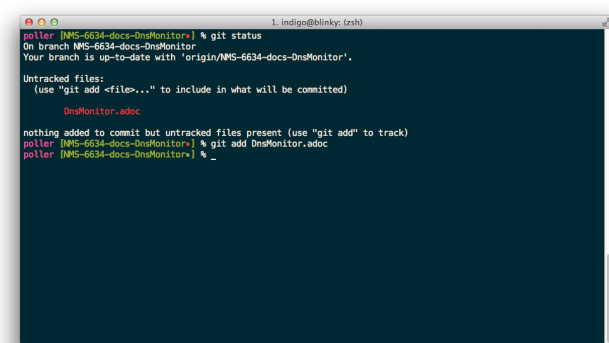 1. indigo@blinky: (zsh)
poller [NMS-6634-docs-DnsMonitor•] % git status
On branch NMS-6634-docs-DnsMonitor
Your branch is up-to-date with 'origin/NMS-6634-docs-DnsMonitor'.
Untracked files:
(use "git add <file>..." to include in what will be committed)
DnsMonitor.adoc
nothing added to commit but untracked files present (use "git add" to track)
poller [NMS-6634-docs-DnsMonitor•] % git add DnsMonitor.adoc
poller [NMS-6634-docs-DnsMonitor•] % _